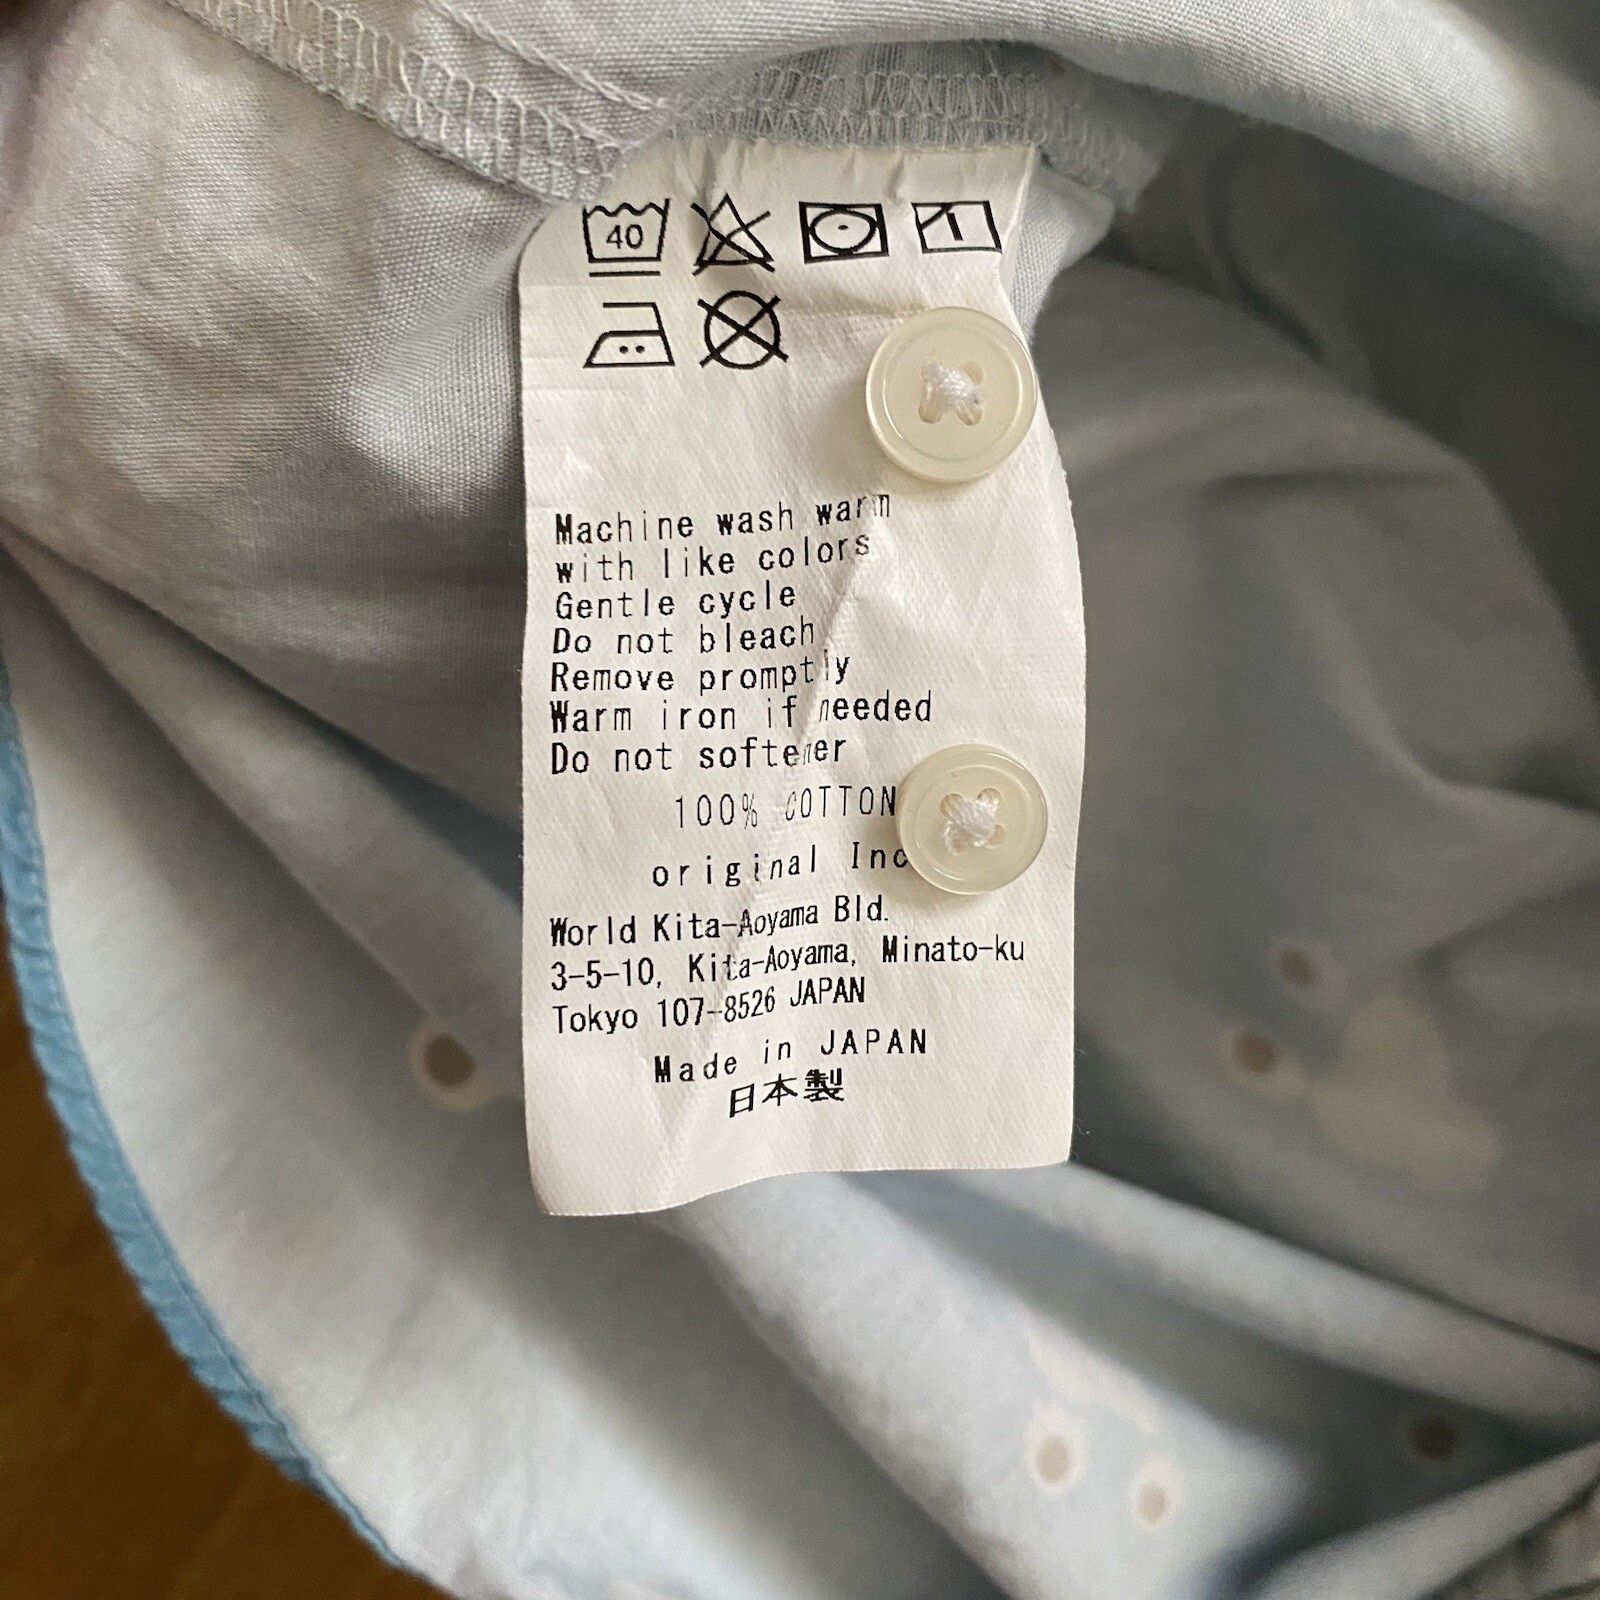 40
Machine wash warm
with like colors
Gentle cycle
Do not bleach
Remove promptly
Warm iron if needed
Do not softener
100% COTTON
original Inc
World Kita-Aoyama Bld.
3-5-10, Kita-Aoyama, Minato-ku
Tokyo 107-8526 JAPAN
Made in JAPAN
日本製